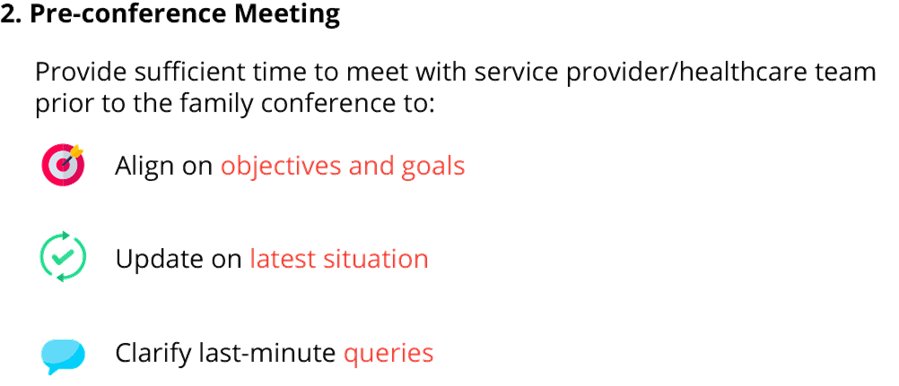 2. Pre-conference Meeting
Provide sufficient time to meet with service provider/healthcare team
prior to the family conference to:
Align on objectives and goals
Update on latest situation
Clarify last-minute queries